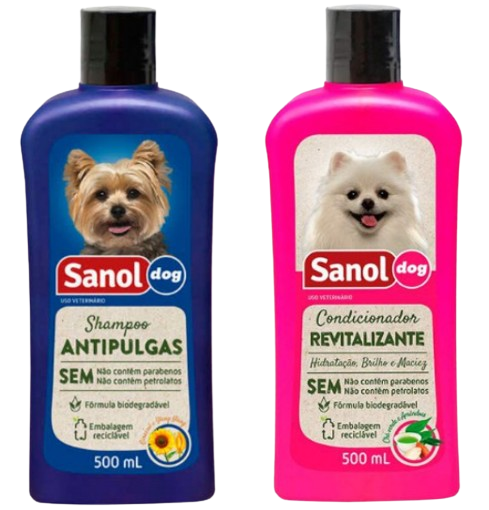 Sanol dog
USO VETERINÁRIO
Shampoo
ANTIPULGAS
SEM Não contém parabenos
Não contém petrolatos
Fórmula biodegradável
Embalagem
reciclável
500 mL
Sanol dog
USO VETERINÁRIO
Condicionador
REVITALIZANTE
Hidratação, Brilho e Maciez
SEM Não contém parabenos
Não contém petrolatos
Fórmula biodegradável
Embalagem
reciclável
500 mL